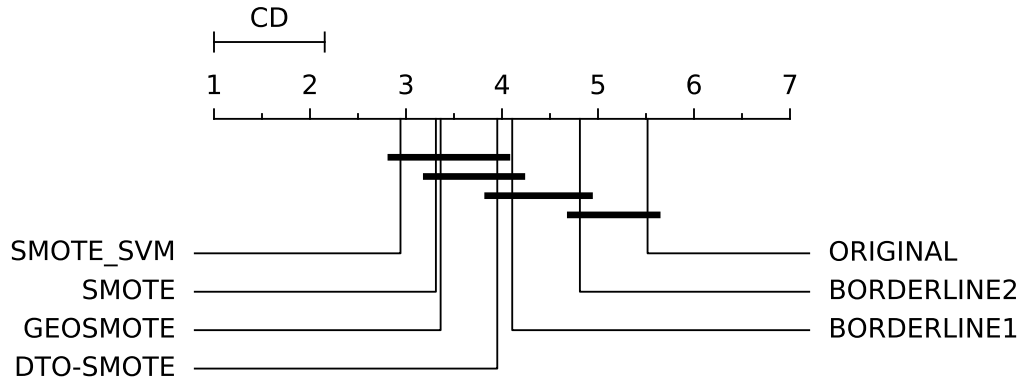 CD
1 2 3 4 5 6 7
SMOTE_SVM ORIGINAL
SMOTE BORDERLINE2
GEOSMOTE BORDERLINE1
DTO-SMOTE